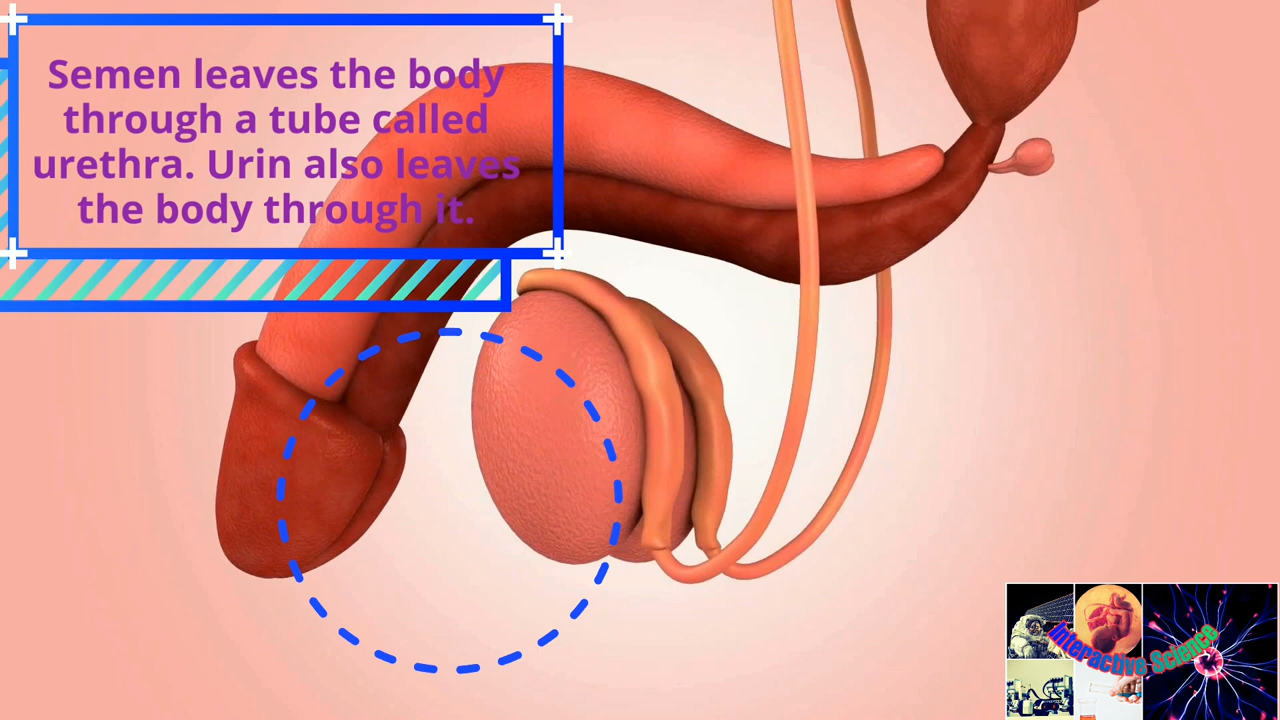 Semen leaves the body
through a tube called
urethra. Urin also leaves
the body through it.
Interactive Science